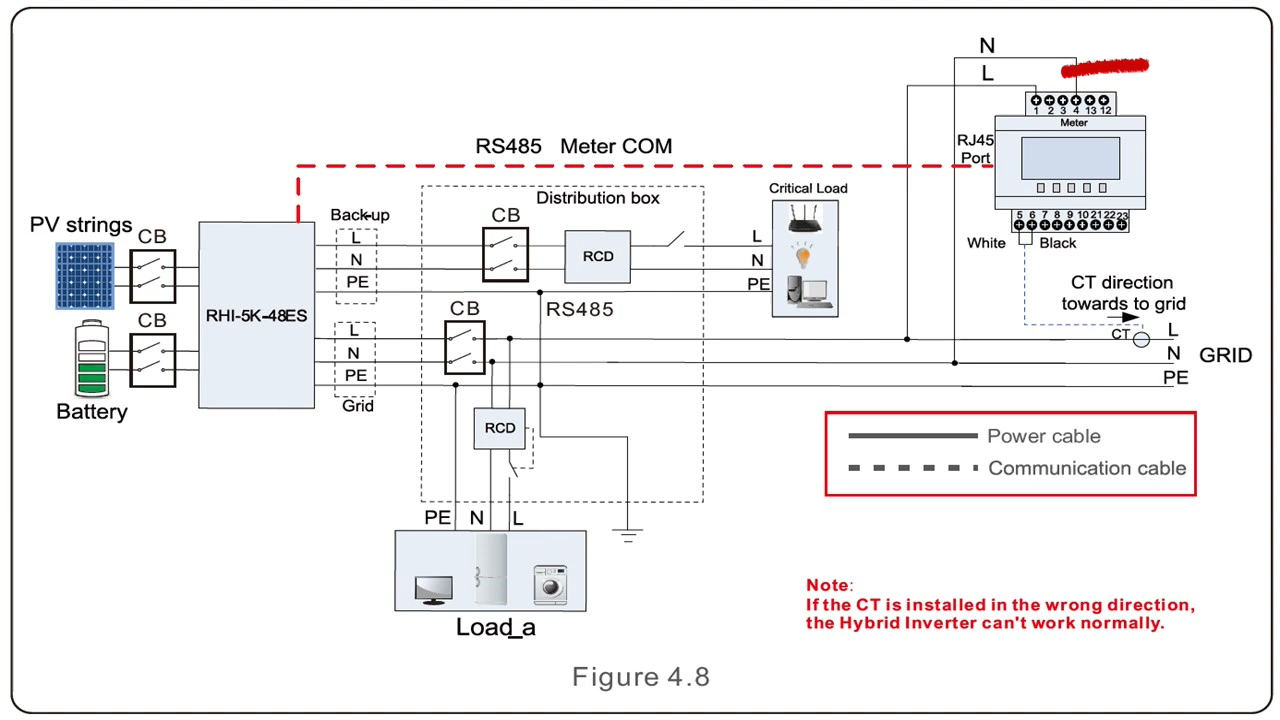 N
L
1 2 3 4 13 12
Meter
RJ45
Port
RS485 Meter COM
5 6 7 8 9 10 21 22 23
White
Black
Critical Load
Distribution box
PV strings
CB
Back-up
CB
L
N
PE
RCD
L
N
PE
RHI-5K-48ES
CB
Battery
L
N
PE
Grid
CB
RS485
CT direction
towards to grid
CT
L
N
PE
GRID
RCD
Power cable
Communication cable
PE N L
Load_a
Note:
If the CT is installed in the wrong direction,
the Hybrid Inverter can't work normally.
Figure 4.8